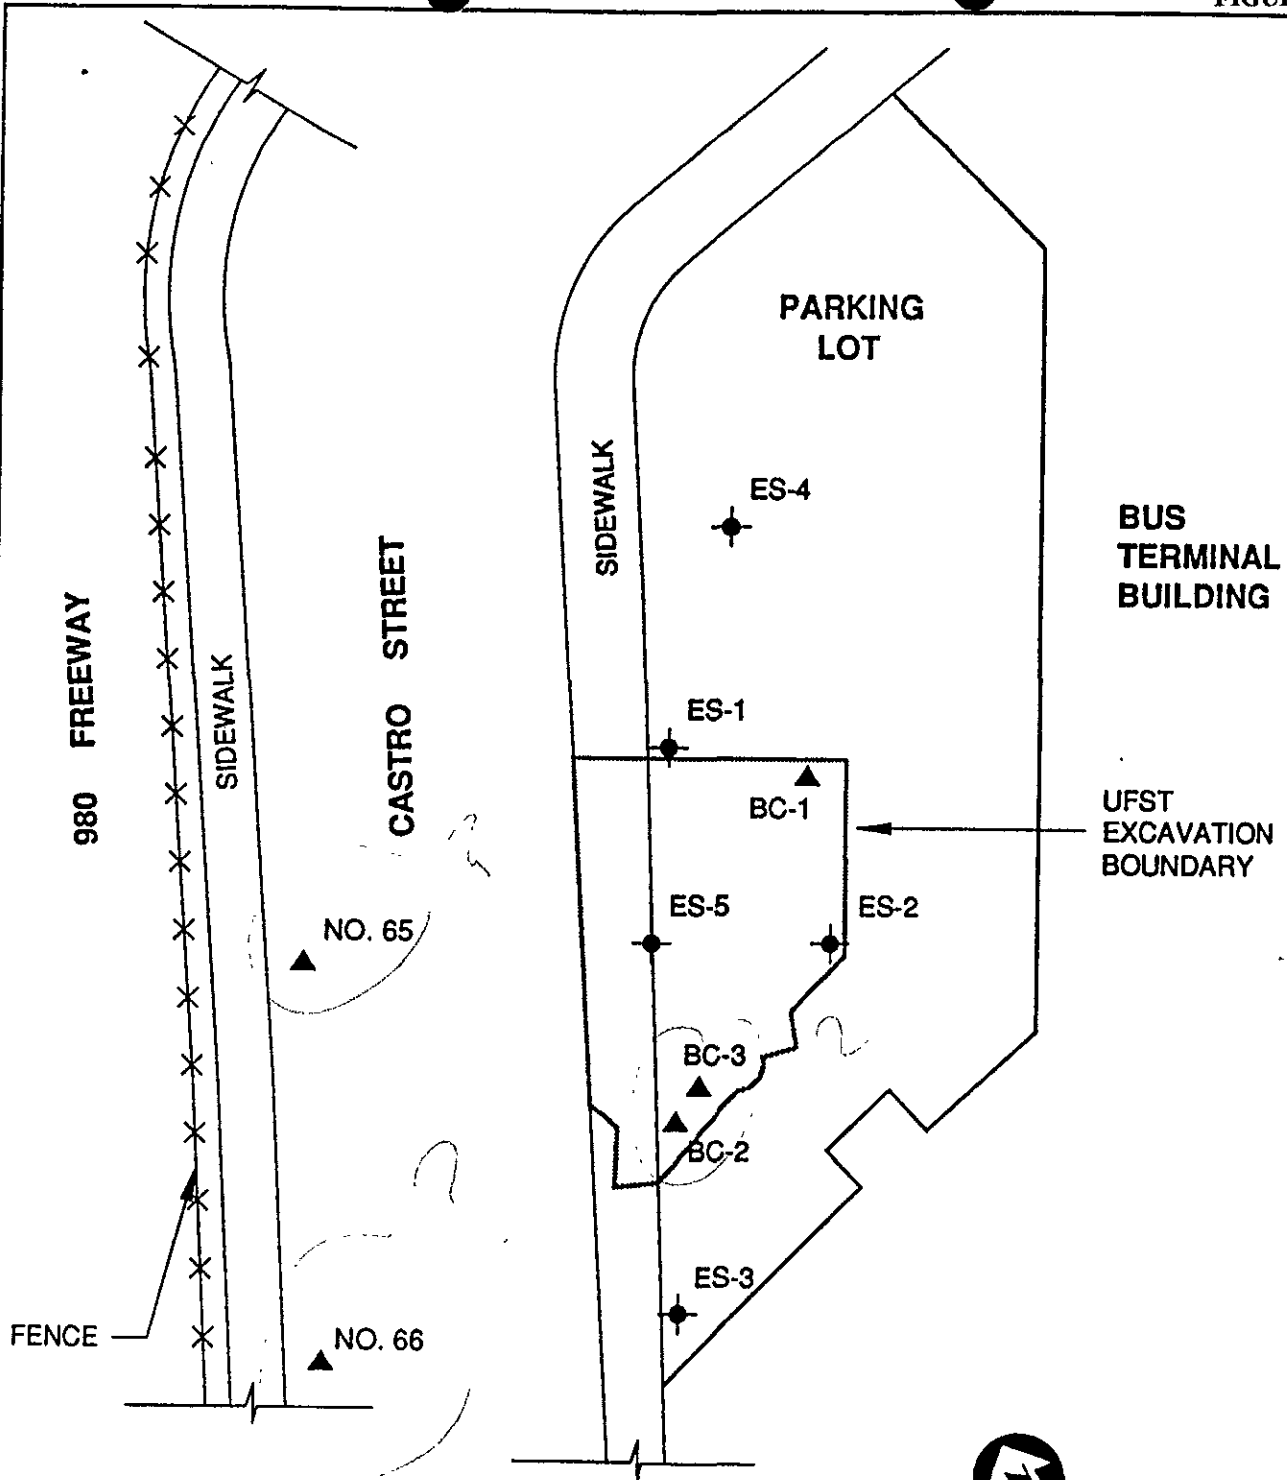 PARKING
LOT
SIDEWALK
ES-4
BUS
TERMINAL
BUILDING
980 FREEWAY
SIDEWALK
CASTRO STREET
ES-1
BC-1
UFST
EXCAVATION
BOUNDARY
ES-5
ES-2
NO. 65
BC-3
BC-2
ES-3
FENCE
NO. 66